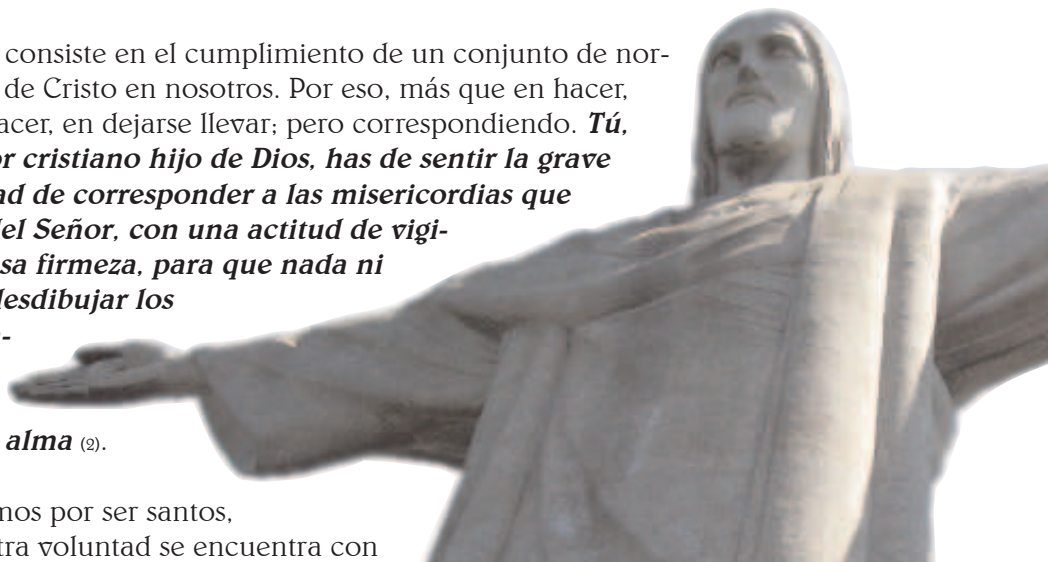 consiste en el cumplimiento de un conjunto de nor-
de Cristo en nosotros. Por eso, más que en hacer,
acer, en dejarse llevar; pero correspondiendo. Tú,
or cristiano hijo de Dios, has de sentir la grave
ad de corresponder a las misericordias que
del Señor, con una actitud de vigi-
sa firmeza, para que nada ni
desdibujar los
alma (2).
mos por ser santos,
tra voluntad se encuentra con